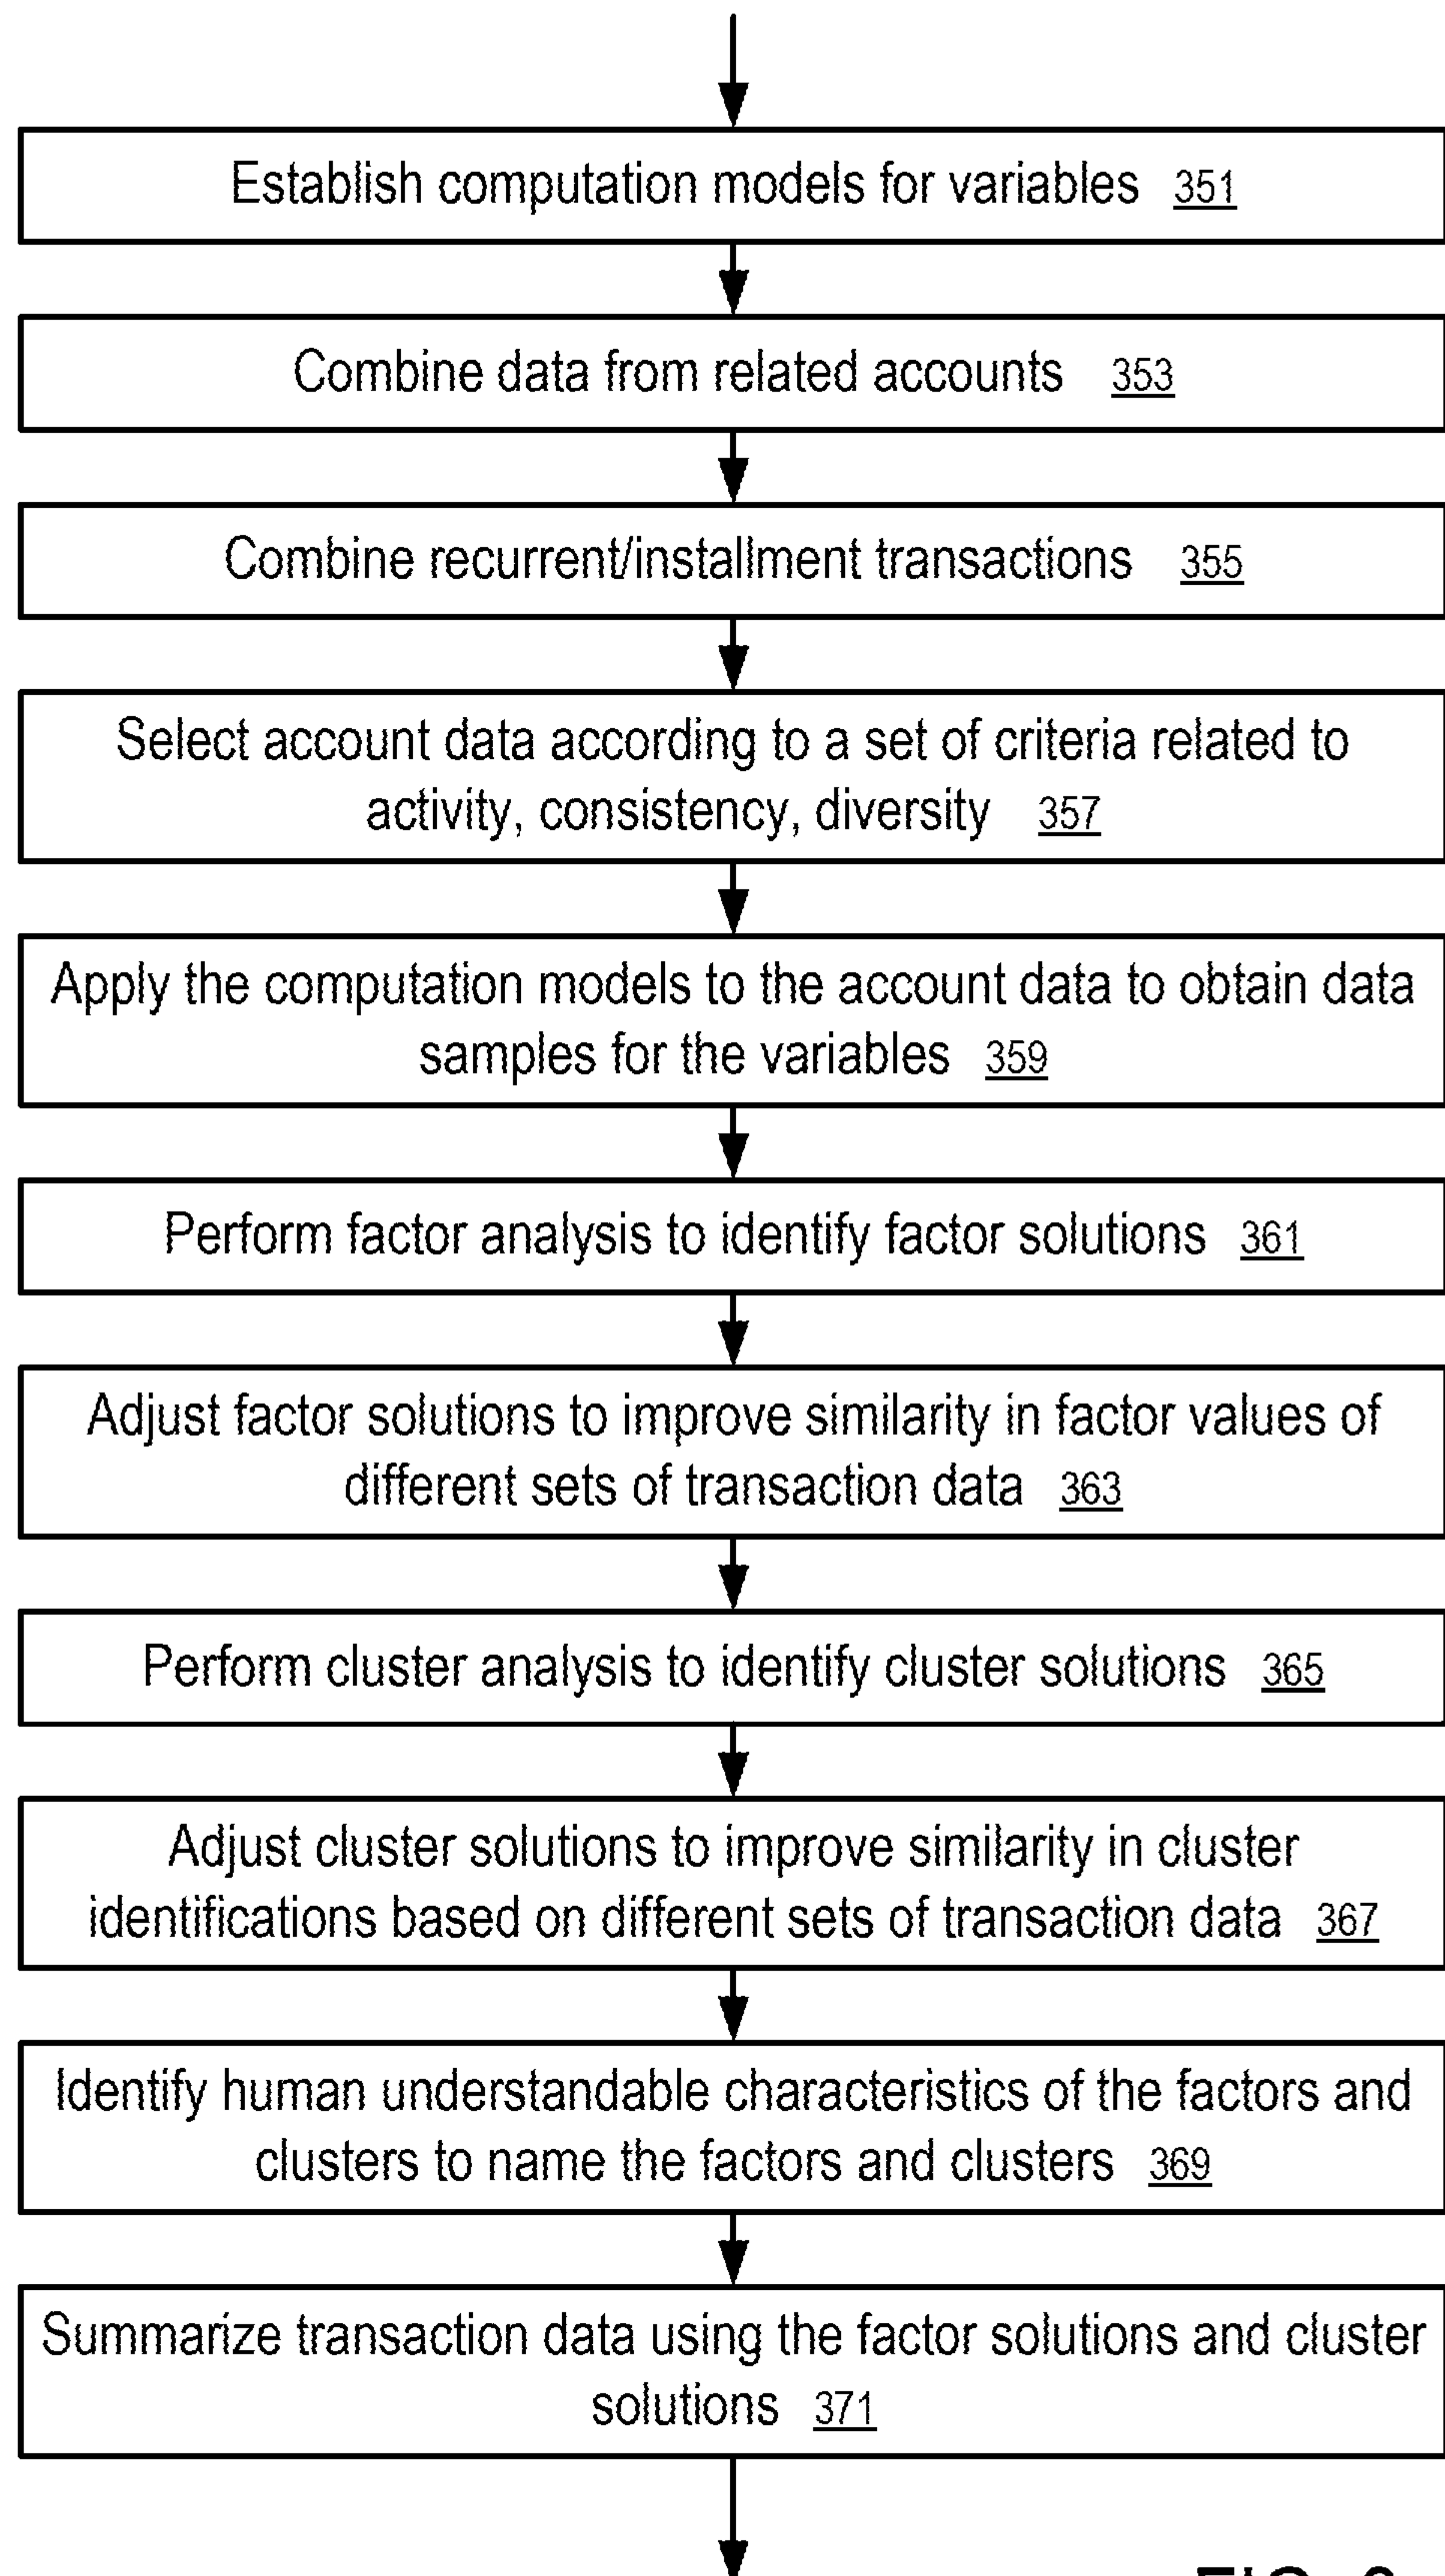 Establish computation models for variables 351
Combine data from related accounts 353
Combine recurrent/installment transactions 355
Select account data according to a set of criteria related to
activity, consistency, diversity 357
Apply the computation models to the account data to obtain data
samples for the variables 359
Perform factor analysis to identify factor solutions 361
Adjust factor solutions to improve similarity in factor values of
different sets of transaction data 363
Perform cluster analysis to identify cluster solutions 365
Adjust cluster solutions to improve similarity in cluster
identifications based on different sets of transaction data 367
Identify human understandable characteristics of the factors and
clusters to name the factors and clusters 369
Summarize transaction data using the factor solutions and cluster
solutions 371